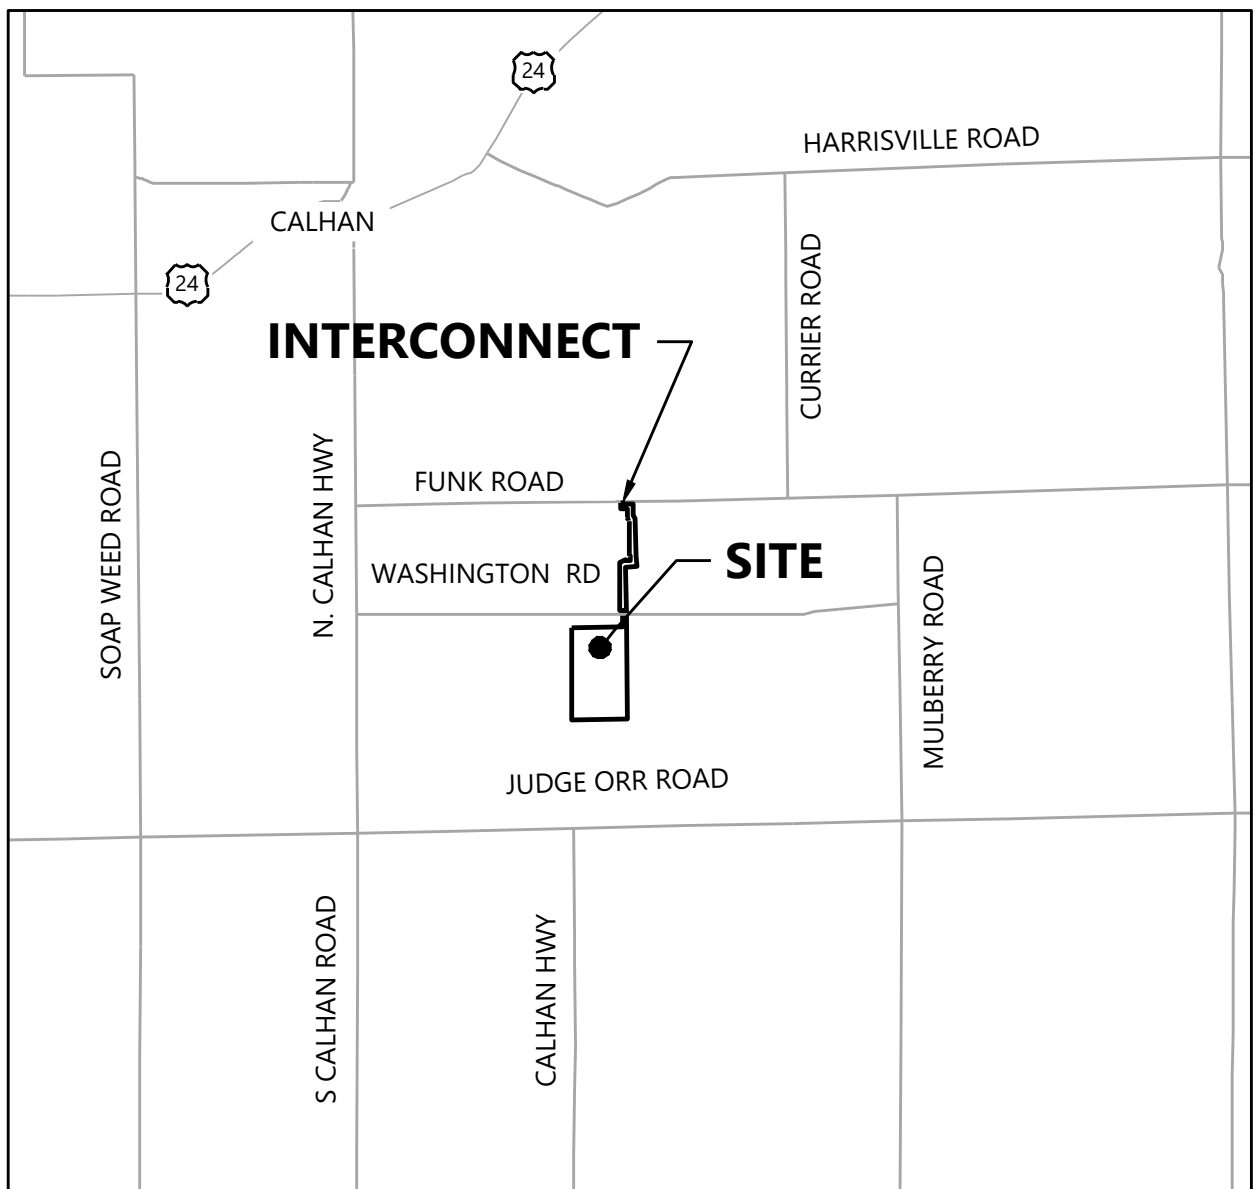 24
HARRISVILLE ROAD
CALHAN
24
CURRIER ROAD
INTERCONNECT
FUNK ROAD
N. CALHAN HWY
SOAP WEED ROAD
WASHINGTON RD
SITE
MULBERRY ROAD
JUDGE ORR ROAD
S CALHAN ROAD
CALHAN HWY